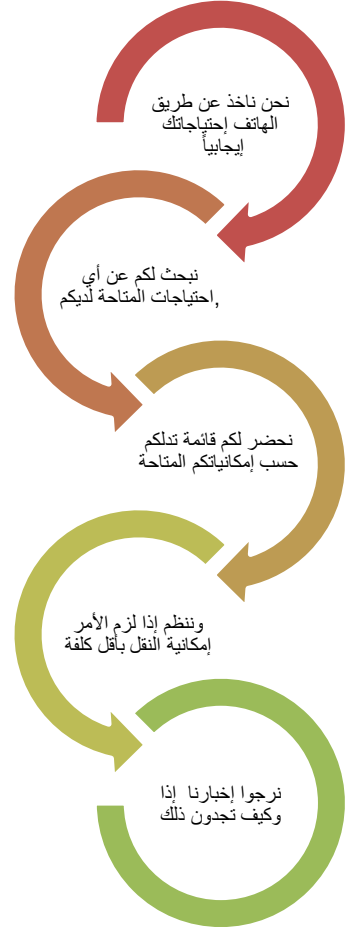 نحن ناخذ عن طريق
الهاتف إحتياجاتك
إيجابياً
نبحث لكم عن أي
احتياجات المتاحة لديكم,
نحضر لكم قائمة تدلكم
حسب إمكانياتكم المتاحة
وننظم إذا لزم الأمر
إمكانية النقل بأقل كلفة
نرجوا إخبارنا إذا
وكيف تجدون ذلك